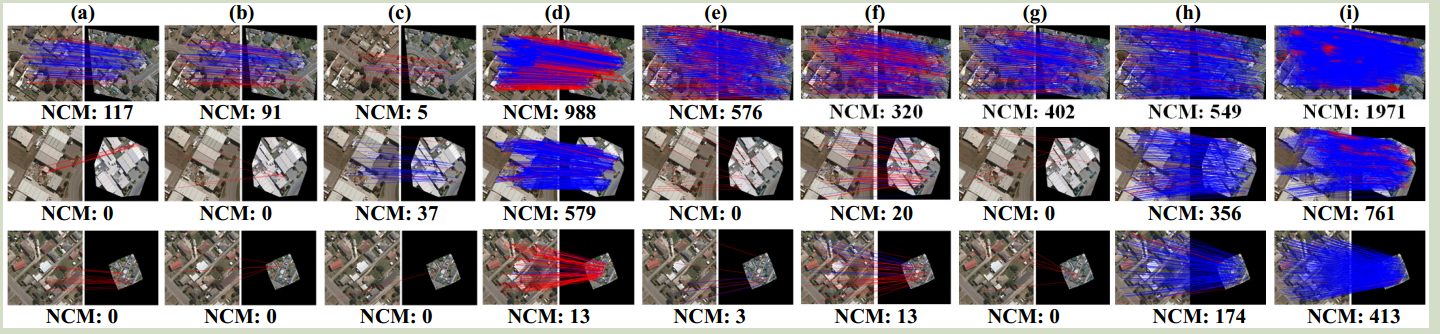 (a) (b) (c) (d) (e) (f) (g) (h) (i)
NCM: 117 NCM: 91 NCM: 5 NCM: 988 NCM: 576 NCM: 320 NCM: 402 NCM: 549 NCM: 1971
NCM: 0 NCM: 0 NCM: 37 NCM: 579 NCM: 0 NCM: 20 NCM: 0 NCM: 356 NCM: 761
NCM: 0 NCM: 0 NCM: 0 NCM: 13 NCM: 3 NCM: 13 NCM: 0 NCM: 174 NCM: 413